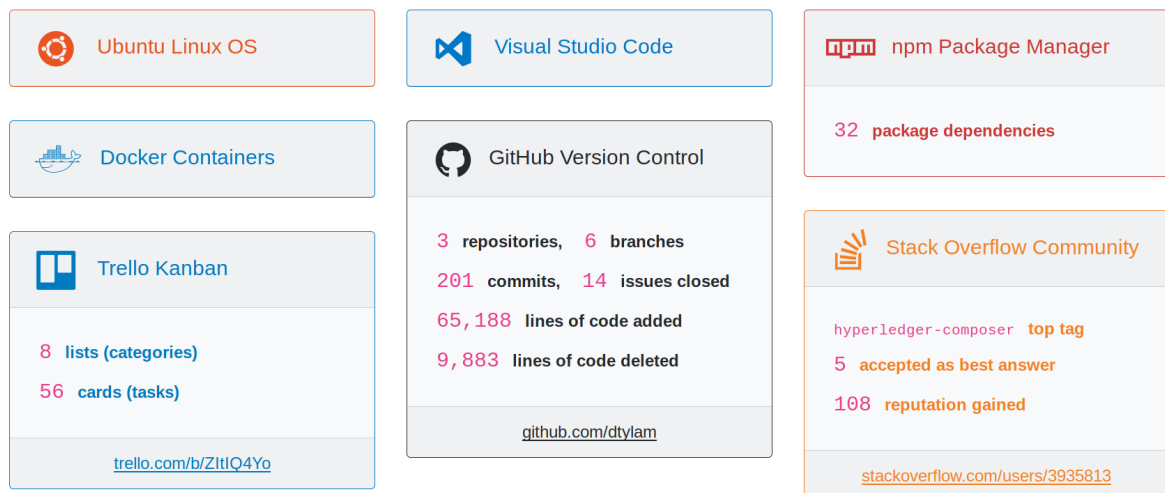 Ubuntu Linux OS
Docker Containers
Trello Kanban
8 lists (categories)
56 cards (tasks)
trello.com/b/ZItIQ4Yo
Visual Studio Code
GitHub Version Control
3 repositories, 6 branches
201 commits, 14 issues closed
65,188 lines of code added
9,883 lines of code deleted
github.com/dtylam
npm npm Package Manager
32 package dependencies
Stack Overflow Community
hyperledger-composer top tag
5 accepted as best answer
108 reputation gained
stackoverflow.com/users/3935813